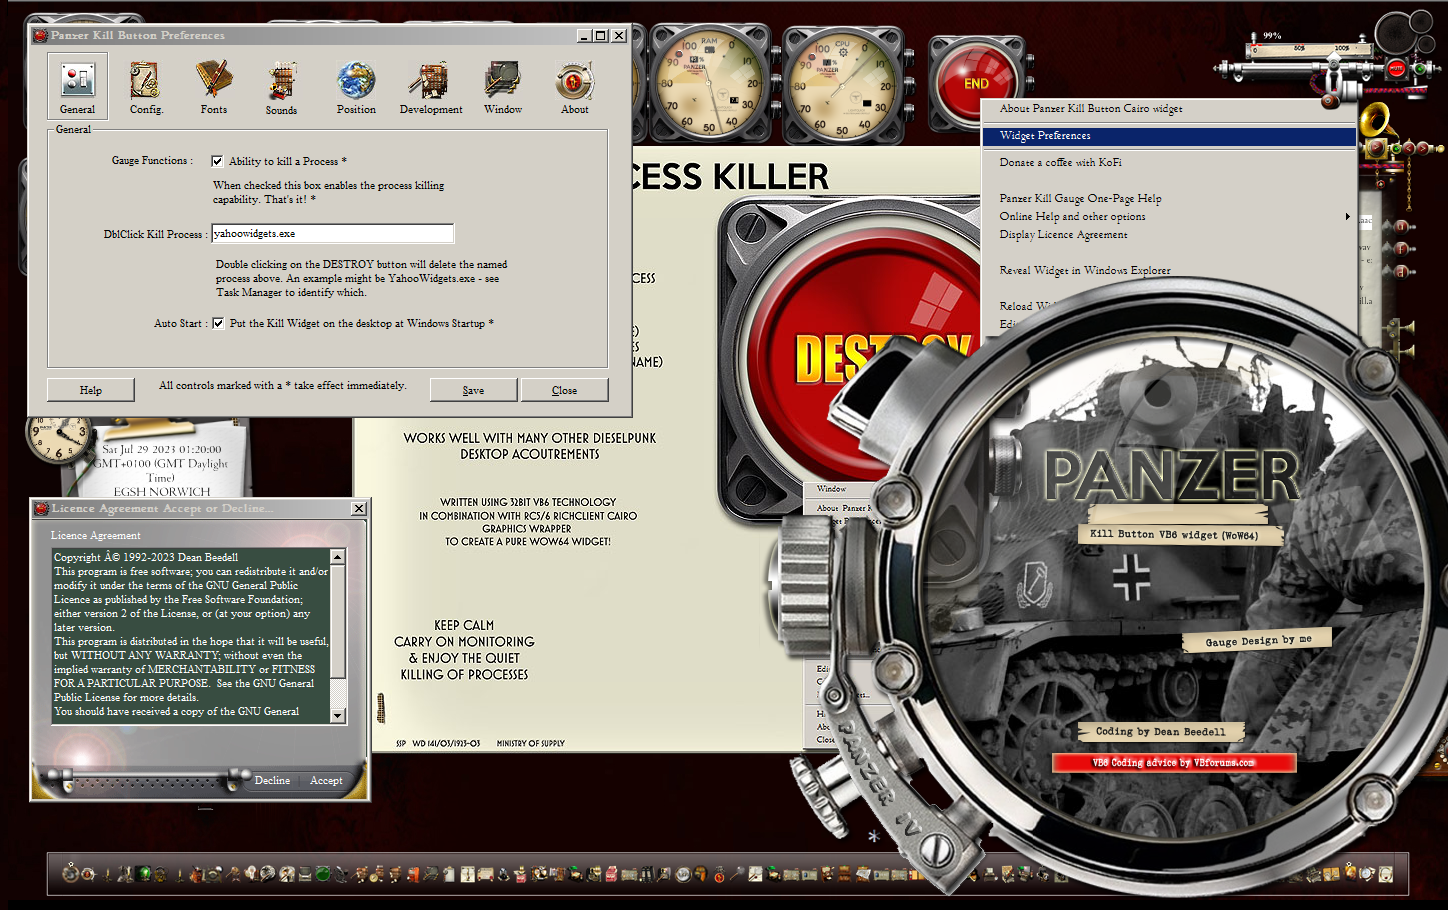 Panzer Kill Button Preferences
General
Config.
Fonts
Sounds
Position
Development
Window
About
General
Gauge Functions :
Ability to kill a Process *
When checked this box enables the process killing
capability. That's it! *
DblClick Kill Process :
yahoowidgets.exe
Double clicking on the DESTROY button will delete the named
process above. An example might be YahooWidgets.exe - see
Task Manager to identify which.
Auto Start :
Put the Kill Widget on the desktop at Windows Startup *
Help
All controls marked with a * take effect immediately.
Save
Close
RAM
PANZER
CPU
PANZER
END
99%
0 50% 100%
About Panzer Kill Button Cairo widget
Widget Preferences
Donate a coffee with KoFi
Panzer Kill Gauge One-Page Help
Online Help and other options
Display Licence Agreement
Reveal Widget in Windows Explorer
Reload
CESS KILLER
CESS
NAME)
DESTROY
WORKS WELL WITH MANY OTHER DIESELPUNK
DESKTOP ACOUTREMENTS
WRITTEN USING 32BIT VB6 TECHNOLOGY
IN COMBINATION WITH RC5/6 RICHCLIENT CAIRO
GRAPHICS WRAPPER
TO CREATE A PURE WOW64 WIDGET!
KEEP CALM
CARRY ON MONITORING
& ENJOY THE QUIET
KILLING OF PROCESSES
SSP WD 141/03/1923-03 MINISTRY OF SUPPLY
Window
About Panzer
Sat Jul 29 2023 01:20:00
GMT+0100 (GMT Daylight
Time)
EGSH NORWICH
Licence Agreement Accept or Decline...
Licence Agreement
Copyright Â© 1992-2023 Dean Beedell
This program is free software; you can redistribute it and/or
modify it under the terms of the GNU General Public
Licence as published by the Free Software Foundation;
either version 2 of the License, or (at your option) any
later version.
This program is distributed in the hope that it will be useful,
but WITHOUT ANY WARRANTY; without even the
implied warranty of MERCHANTABILITY or FITNESS
FOR A PARTICULAR PURPOSE.  See the GNU General
Public License for more details.
You should have received a copy of the GNU General
Decline
Accept
PANZER
Kill Button VB6 widget (WoW64)
Gauge Design by me
Coding by Dean Beedell
VB6 Coding advice by VBforums.com
PANZER IV